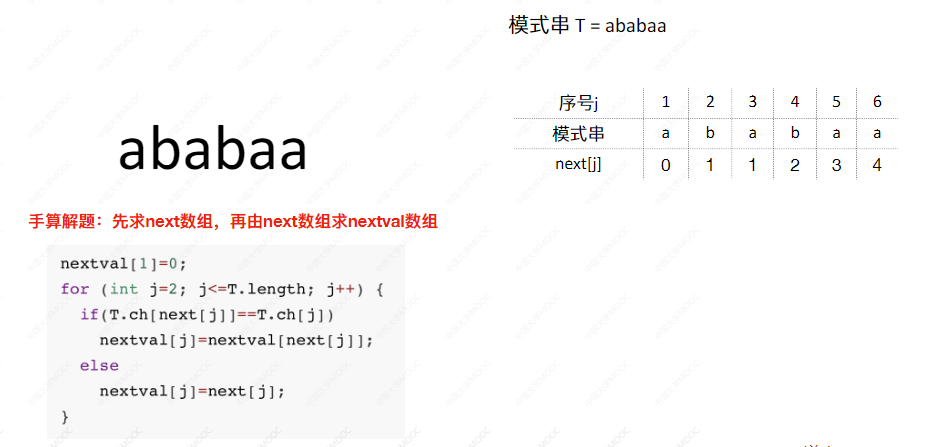 模式串 T = ababaa
序号j 1 2 3 4 5 6
模式串 a b a b a a
next[j] 0 1 1 2 3 4
ababaa
手算解题：先求next数组，再由next数组求nextval数组
nextval[1]=0;
for (int j=2; j<=T.length; j++) {
if(T.ch[next[j]]==T.ch[j])
nextval[j]=nextval[next[j]];
else
nextval[j]=next[j];
}